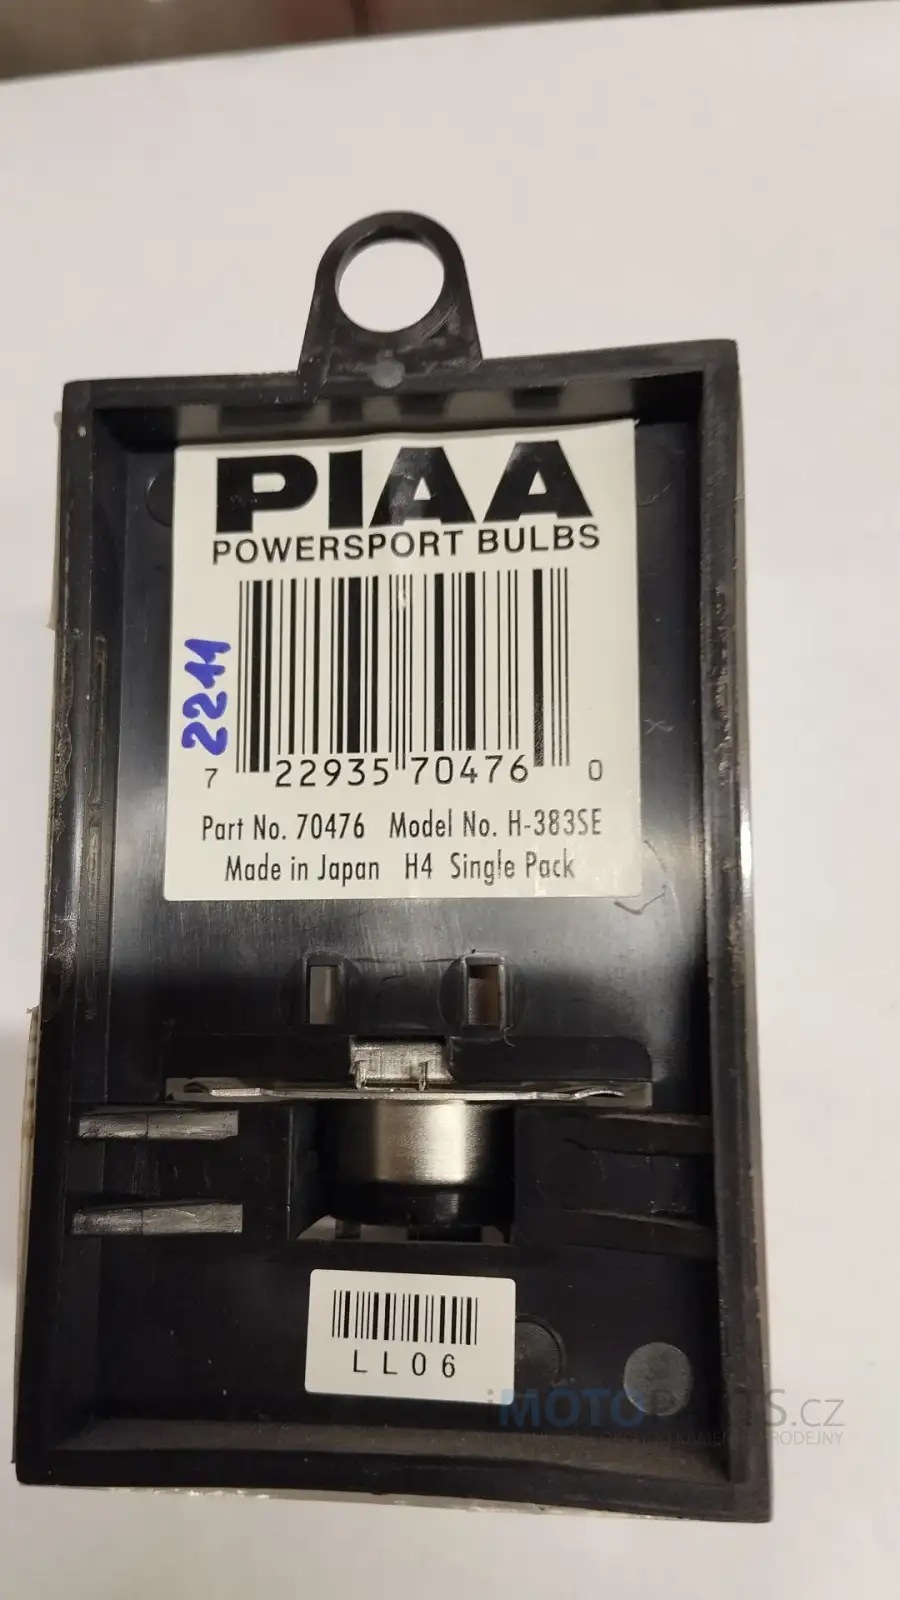 PIAA
POWERSPORT BULBS
2211
7 22935 70476 0
Part No. 70476 Model No. H-383SE
Made in Japan H4 Single Pack
LL06
iMOTOPARTS.CZ